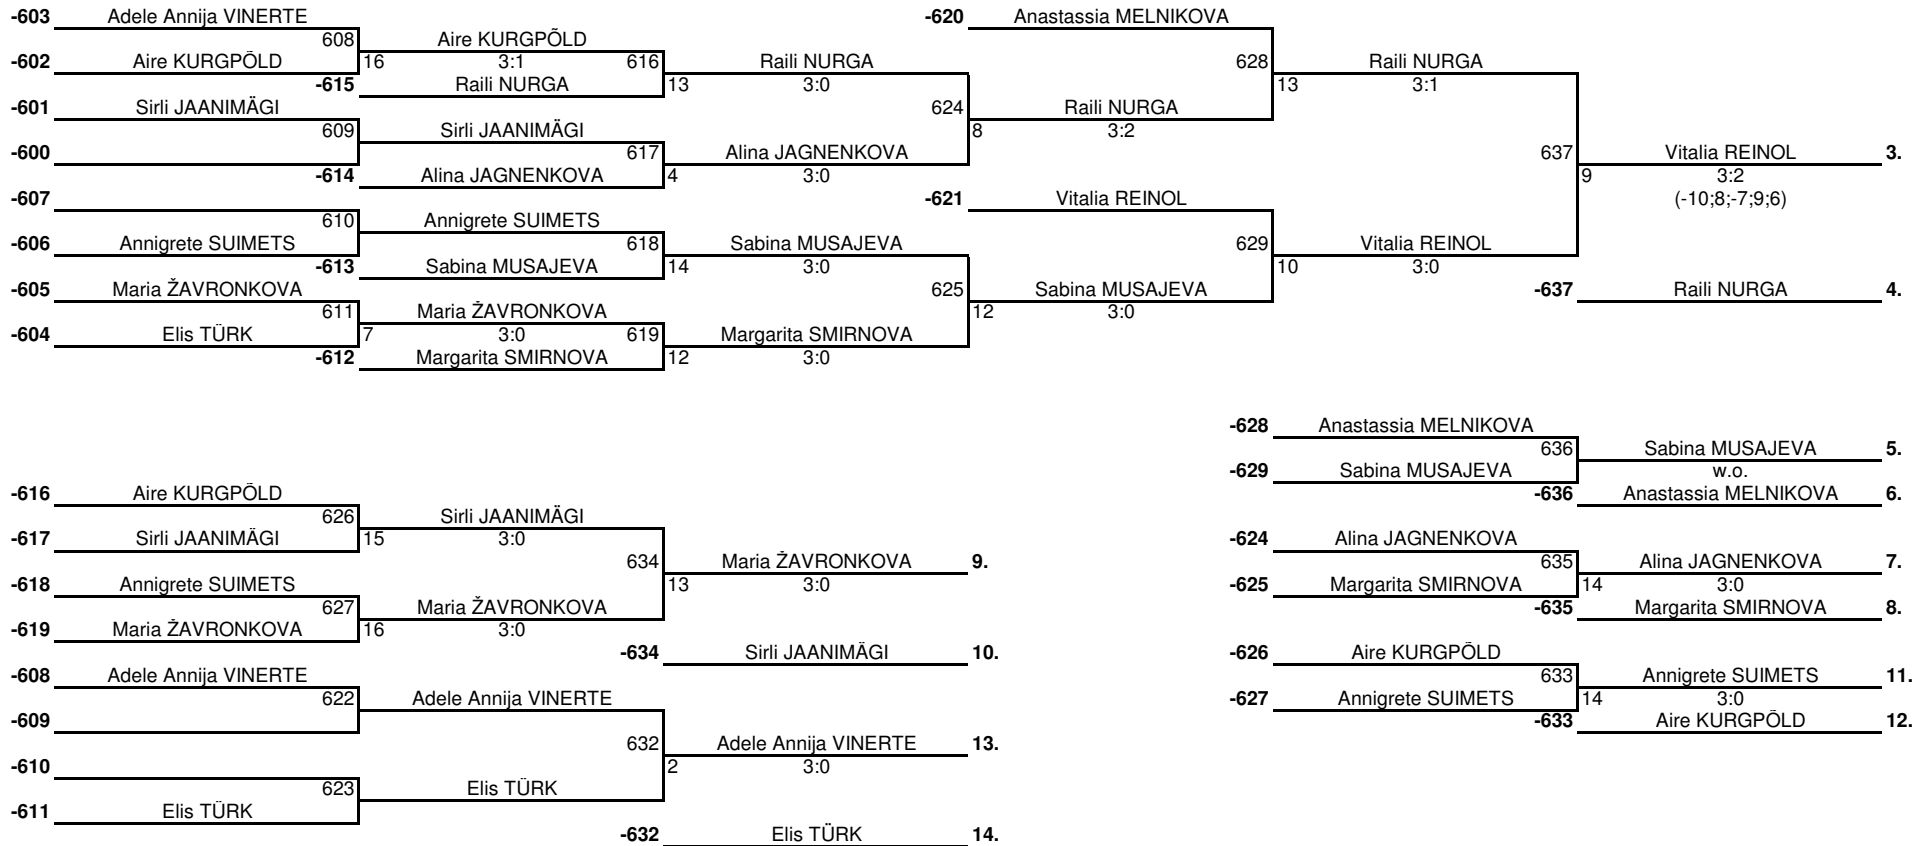 -603 Adele Annija VINERTE -620 Anastassia MELNIKOVA
608 Aire KURGPÕLD
-602 Aire KURGPÕLD 16 3:1 616 Raili NURGA 628 Raili NURGA
-615 Raili NURGA 13 3:0 13 3:1
-601 Sirli JAANIMÄGI 624 Raili NURGA
609 Sirli JAANIMÄGI 8 3:2
-600 617 Alina JAGNENKOVA 637 Vitalia REINOL 3.
-614 Alina JAGNENKOVA 4 3:0 9 3:2
-607 -621 Vitalia REINOL (-10;8;-7;9;6)
610 Annigrete SUIMETS
-606 Annigrete SUIMETS 618 Sabina MUSAJEVA 629 Vitalia REINOL
-613 Sabina MUSAJEVA 14 3:0 10 3:0
-605 Maria ŽAVRONKOVA 625 Sabina MUSAJEVA -637 Raili NURGA 4.
611 Maria ŽAVRONKOVA 12 3:0
-604 Elis TÜRK 7 3:0 619 Margarita SMIRNOVA
-612 Margarita SMIRNOVA 12 3:0
-628 Anastassia MELNIKOVA
636 Sabina MUSAJEVA 5.
-629 Sabina MUSAJEVA w.o.
-616 Aire KURGPÕLD -636 Anastassia MELNIKOVA 6.
626 Sirli JAANIMÄGI
-617 Sirli JAANIMÄGI 15 3:0 -624 Alina JAGNENKOVA
634 Maria ŽAVRONKOVA 9. 635 Alina JAGNENKOVA 7.
-618 Annigrete SUIMETS 13 3:0 -625 Margarita SMIRNOVA 14 3:0
627 Maria ŽAVRONKOVA -635 Margarita SMIRNOVA 8.
-619 Maria ŽAVRONKOVA 16 3:0
-634 Sirli JAANIMÄGI 10. -626 Aire KURGPÕLD
-608 Adele Annija VINERTE 633 Annigrete SUIMETS 11.
622 Adele Annija VINERTE -627 Annigrete SUIMETS 14 3:0
-609 -633 Aire KURGPÕLD 12.
632 Adele Annija VINERTE 13.
-610 2 3:0
623 Elis TÜRK
-611 Elis TÜRK
-632 Elis TÜRK 14.